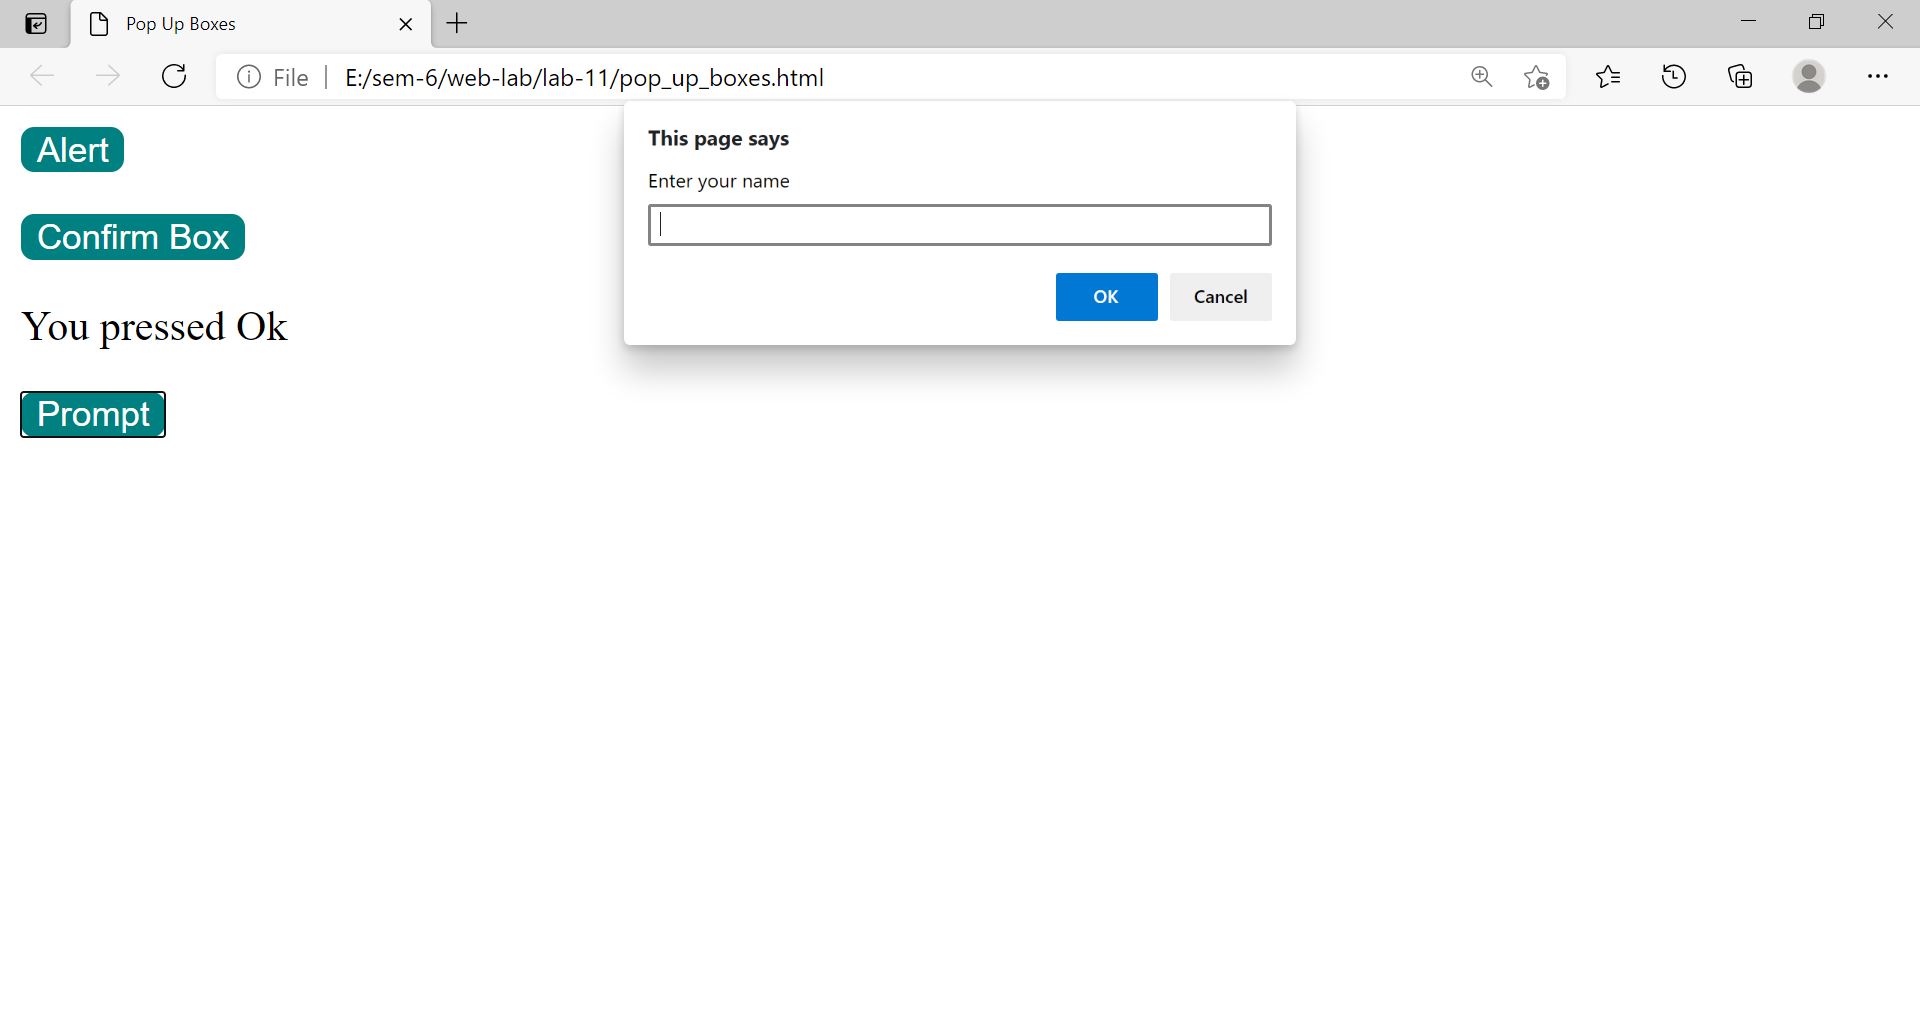 Pop Up Boxes
File | E:/sem-6/web-lab/lab-11/pop_up_boxes.html
This page says
Enter your name
OK Cancel
Alert
Confirm Box
You pressed Ok
Prompt